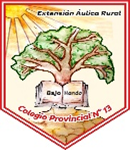 Extensión Áulica Rural
Bajo Hondo
Colegio Provincial N° 13